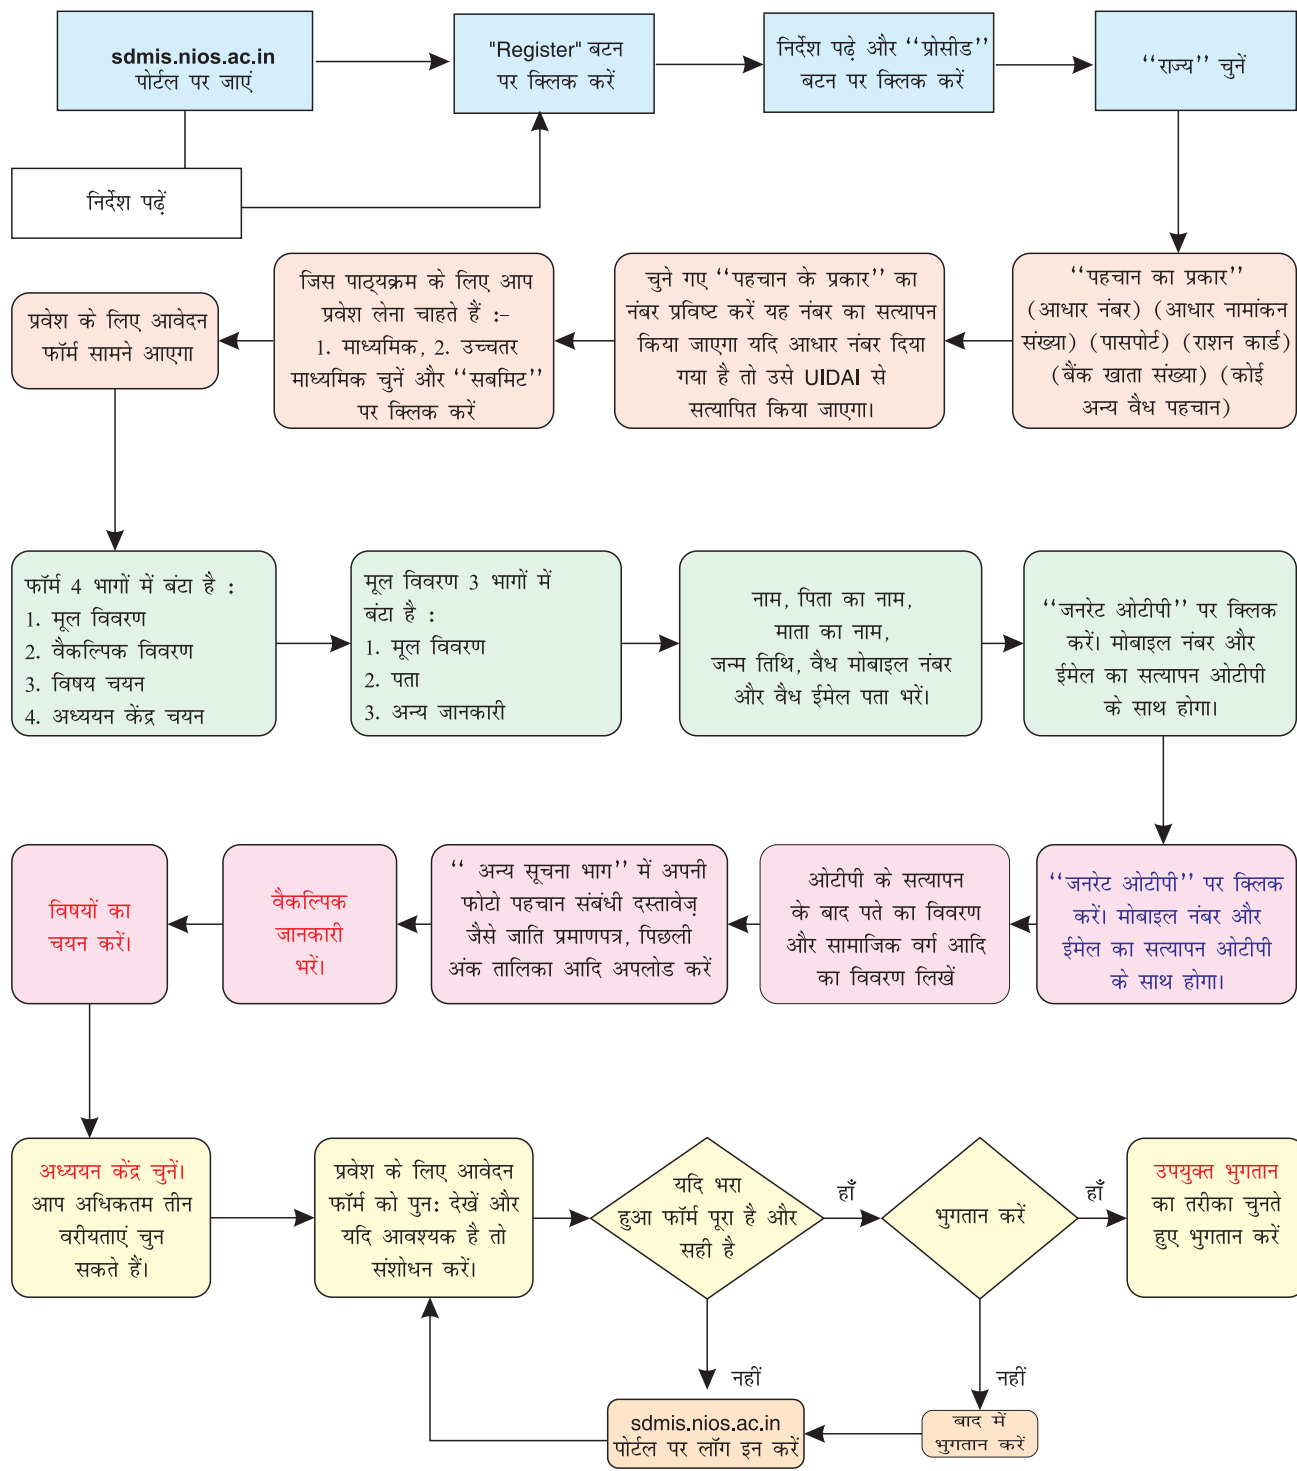 sdmis.nios.ac.in
पोर्टल पर जाएं
"Register" बटन
पर क्लिक करें
निर्देश पढ़े और ‘‘प्रोसीड’’
बटन पर क्लिक करें
‘‘राज्य’’ चुनें
निर्देश पढ़ें
‘‘पहचान का प्रकार’’
(आधार नंबर) (आधार नामांकन
संख्या) (पासपोर्ट) (राशन कार्ड)
(बैंक खाता संख्या) (कोई
अन्य वैध पहचान)
चुने गए ‘‘पहचान के प्रकार’’ का
नंबर प्रविष्ट करें यह नंबर का सत्यापन
किया जाएगा यदि आधार नंबर दिया
गया है तो उसे UIDAI से
सत्यापित किया जाएगा।
जिस पाठ्यक्रम के लिए आप
प्रवेश लेना चाहते हैं :–
1. माध्यमिक, 2. उच्चतर
माध्यमिक चुनें और ‘‘सबमिट’’
पर क्लिक करें
प्रवेश के लिए आवेदन
फॉर्म सामने आएगा
फॉर्म 4 भागों में बंटा है :
1. मूल विवरण
2. वैकल्पिक विवरण
3. विषय चयन
4. अध्ययन केंद्र चयन
मूल विवरण 3 भागों में
बंटा है :
1. मूल विवरण
2. पता
3. अन्य जानकारी
नाम, पिता का नाम,
माता का नाम,
जन्म तिथि, वैध मोबाइल नंबर
और वैध ईमेल पता भरें।
‘‘जनरेट ओटीपी’’ पर क्लिक
करें। मोबाइल नंबर और
ईमेल का सत्यापन ओटीपी
के साथ होगा।
‘‘जनरेट ओटीपी’’ पर क्लिक
करें। मोबाइल नंबर और
ईमेल का सत्यापन ओटीपी
के साथ होगा।
ओटीपी के सत्यापन
के बाद पते का विवरण
और सामाजिक वर्ग आदि
का विवरण लिखें
‘‘ अन्य सूचना भाग’’ में अपनी
फोटो पहचान संबंधी दस्तावेज़
जैसे जाति प्रमाणपत्र, पिछली
अंक तालिका आदि अपलोड करें
वैकल्पिक
जानकारी
भरें।
विषयों का
चयन करें।
अध्ययन केंद्र चुनें।
आप अधिकतम तीन
वरीयताएं चुन
सकते हैं।
प्रवेश के लिए आवेदन
फॉर्म को पुन: देखें और
यदि आवश्यक है तो
संशोधन करें।
यदि भरा
हुआ फॉर्म पूरा है और
सही है
हाँ
भुगतान करें
हाँ
उपयुक्त भुगतान
का तरीका चुनते
हुए भुगतान करें
नहीं
नहीं
sdmis.nios.ac.in
पोर्टल पर लॉग इन करें
बाद में
भुगतान करें